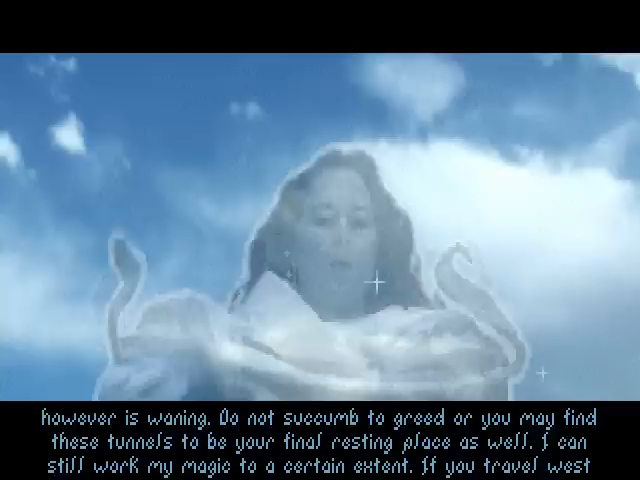 however is waning. Do not succumb to greed or you may find
these tunnels to be your final resting place as well. I can
still work my magic to a certain extent. If you travel west